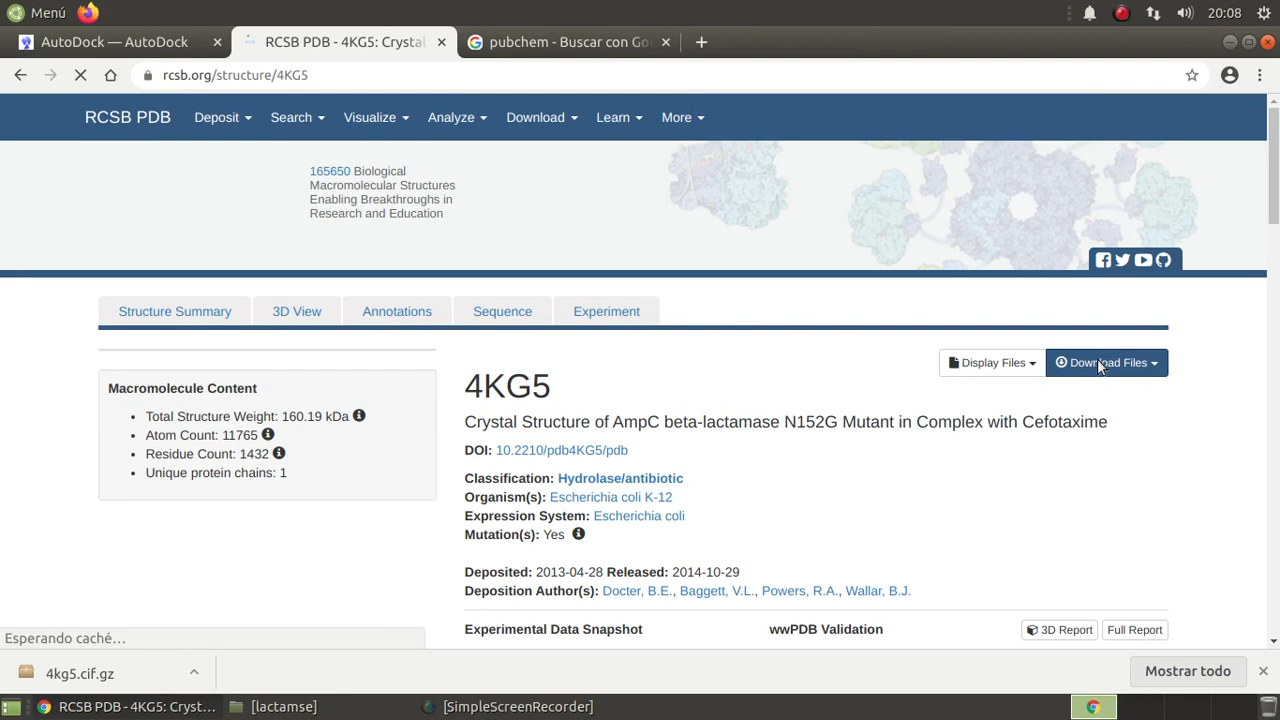 Menú
20:08
AutoDock — AutoDock
RCSB PDB - 4KG5: Crystal
pubchem - Buscar con Go
rcsb.org/structure/4KG5
RCSB PDB Deposit Search Visualize Analyze Download Learn More
165650 Biological
Macromolecular Structures
Enabling Breakthroughs in
Research and Education
Structure Summary 3D View Annotations Sequence Experiment
Display Files Download Files
Macromolecule Content
Total Structure Weight: 160.19 kDa
Atom Count: 11765
Residue Count: 1432
Unique protein chains: 1
4KG5
Crystal Structure of AmpC beta-lactamase N152G Mutant in Complex with Cefotaxime
DOI: 10.2210/pdb4KG5/pdb
Classification: Hydrolase/antibiotic
Organism(s): Escherichia coli K-12
Expression System: Escherichia coli
Mutation(s): Yes
Deposited: 2013-04-28 Released: 2014-10-29
Deposition Author(s): Docter, B.E., Baggett, V.L., Powers, R.A., Wallar, B.J.
Experimental Data Snapshot
wwPDB Validation
3D Report Full Report
Esperando caché…
4kg5.cif.gz
Mostrar todo
RCSB PDB - 4KG5: Cryst…
[lactamse]
[SimpleScreenRecorder]